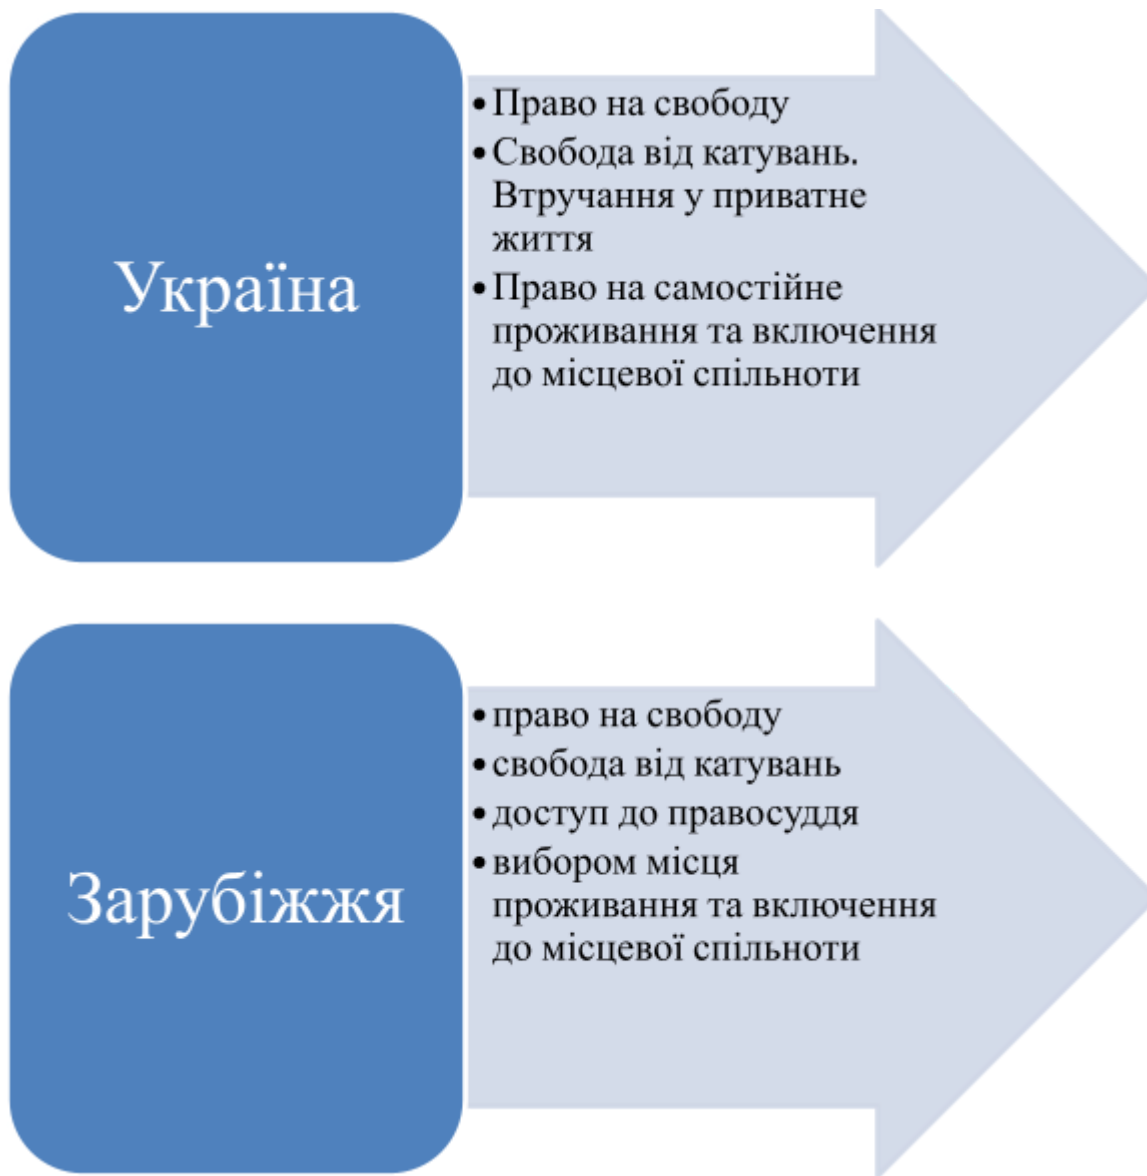 Україна
•Право на свободу
•Свобода від катувань.
Втручання у приватне
життя
•Право на самостійне
проживання та включення
до місцевої спільноти
Зарубіжжя
•право на свободу
•свобода від катувань
•доступ до правосуддя
•вибором місця
проживання та включення
до місцевої спільноти